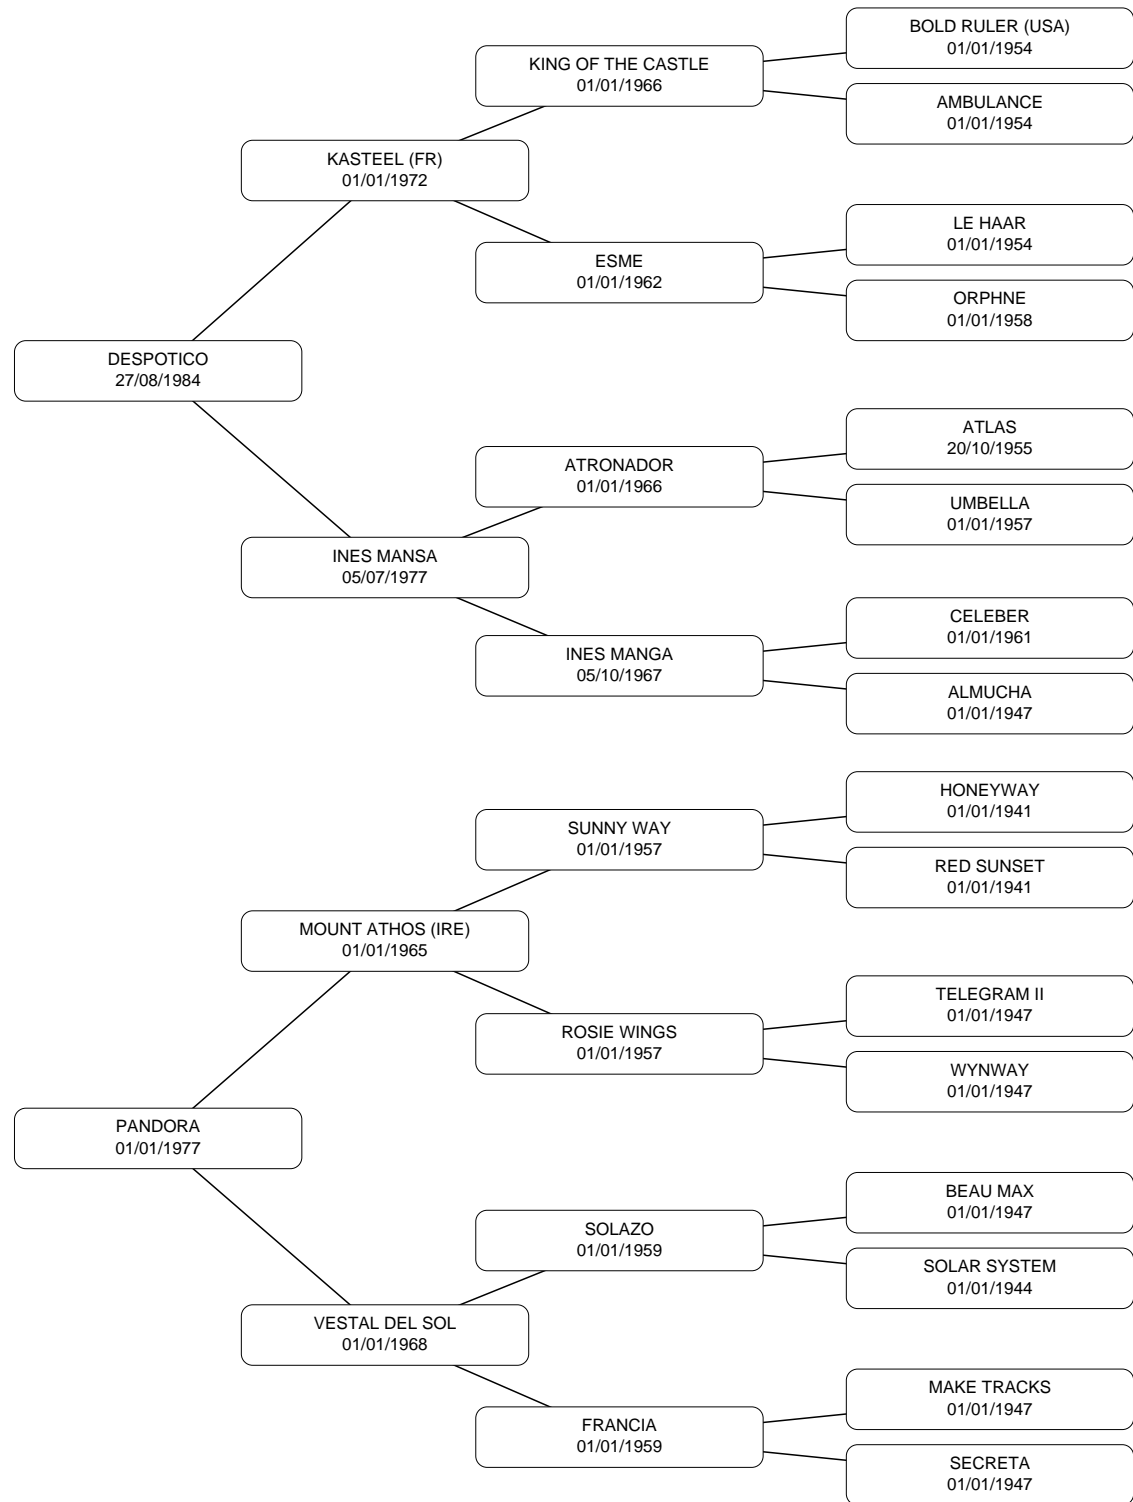 BOLD RULER (USA)
01/01/1954
KING OF THE CASTLE
01/01/1966
AMBULANCE
01/01/1954
KASTEEL (FR)
01/01/1972
LE HAAR
01/01/1954
ESME
01/01/1962
ORPHNE
01/01/1958
DESPOTICO
27/08/1984
ATLAS
20/10/1955
ATRONADOR
01/01/1966
UMBELLA
01/01/1957
INES MANSA
05/07/1977
CELEBER
01/01/1961
INES MANGA
05/10/1967
ALMUCHA
01/01/1947
HONEYWAY
01/01/1941
SUNNY WAY
01/01/1957
RED SUNSET
01/01/1941
MOUNT ATHOS (IRE)
01/01/1965
TELEGRAM II
01/01/1947
ROSIE WINGS
01/01/1957
WYNWAY
01/01/1947
PANDORA
01/01/1977
BEAU MAX
01/01/1947
SOLAZO
01/01/1959
SOLAR SYSTEM
01/01/1944
VESTAL DEL SOL
01/01/1968
MAKE TRACKS
01/01/1947
FRANCIA
01/01/1959
SECRETA
01/01/1947